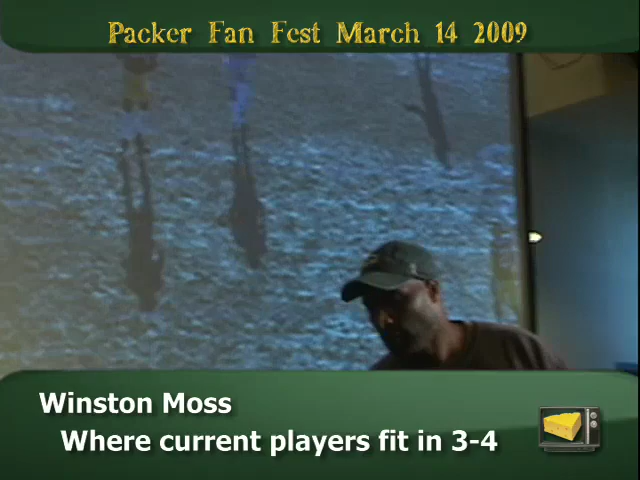 Packer Fan Fest March 14 2009
Winston Moss
Where current players fit in 3-4